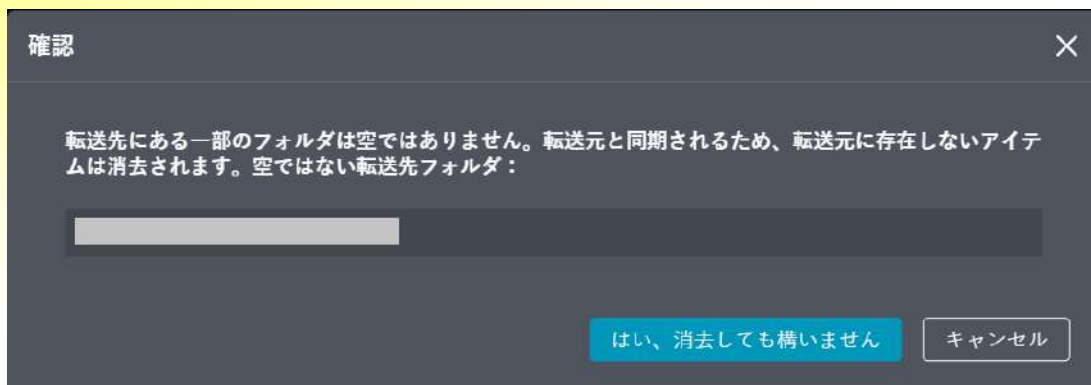 確認
転送先にある一部のフォルダは空ではありません。転送元と同期されるため、転送元に存在しないアイテ
ムは消去されます。空ではない転送先フォルダ：
はい、消去しても構いません
キャンセル